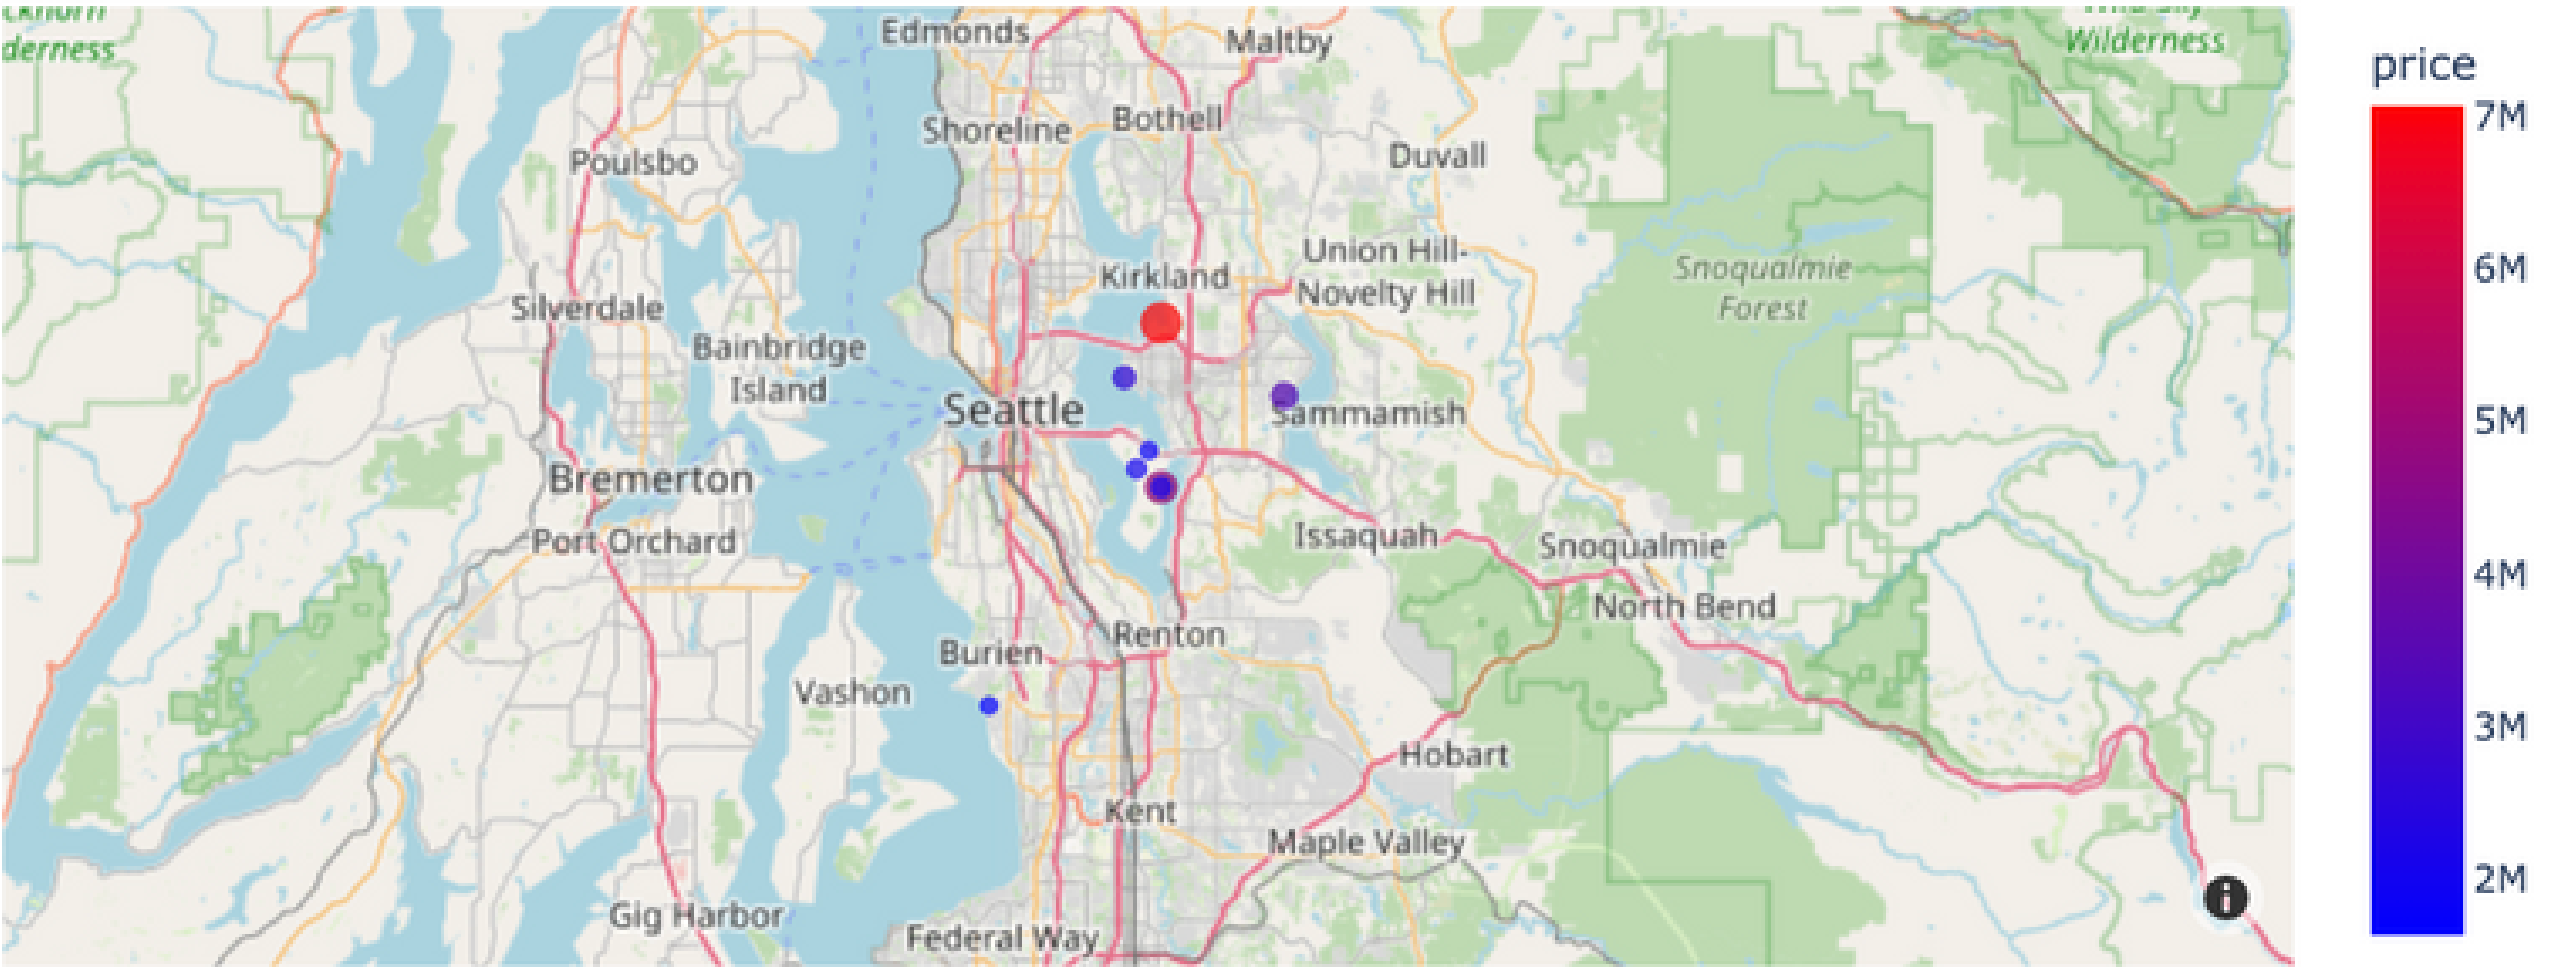 derness
Edmonds
Maltby
Wilderness
Shoreline
Bothell
Poulsbo
Duvall
Union Hill-
Novelty Hill
Kirkland
Snoqualmie
Forest
Silverdale
Bainbridge
Island
Seattle
Sammamish
Bremerton
Port Orchard
Issaquah
Snoqualmie
North Bend
Renton
Burien
Vashon
Hobart
Kent
Maple Valley
Gig Harbor
Federal Way
price
7M
6M
5M
4M
3M
2M
i